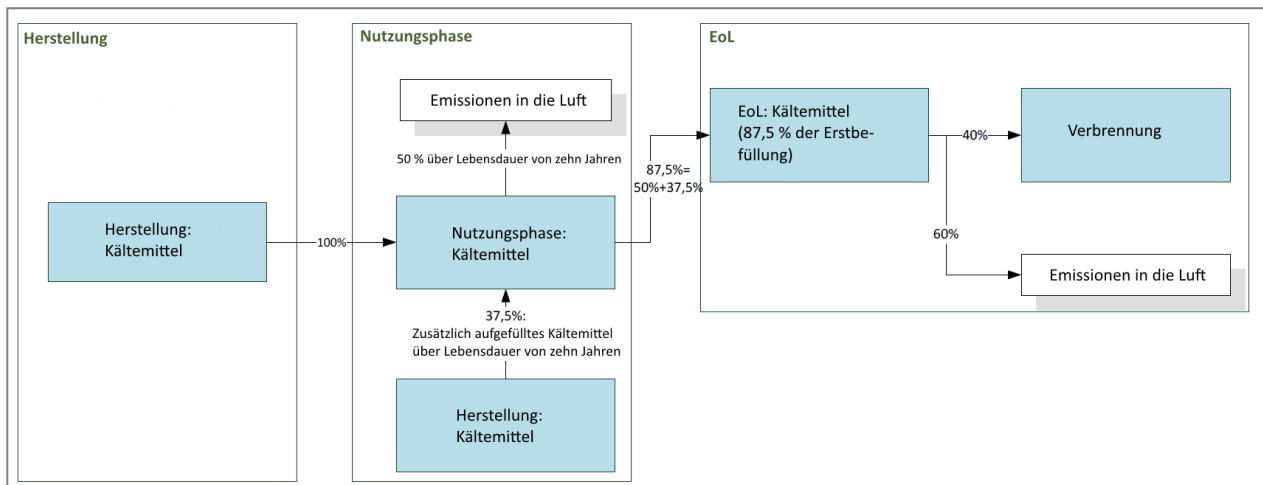 Herstellung
Herstellung:
Kältemittel
100%
Nutzungsphase
Emissionen in die Luft
50 % über Lebensdauer von zehn Jahren
Nutzungsphase:
Kältemittel
37,5%:
Zusätzlich aufgefülltes Kältemittel
über Lebensdauer von zehn Jahren
Herstellung:
Kältemittel
87,5%=
50%+37,5%
EoL
EoL: Kältemittel
(87,5 % der Erstbe-
füllung)
40%
Verbrennung
60%
Emissionen in die Luft